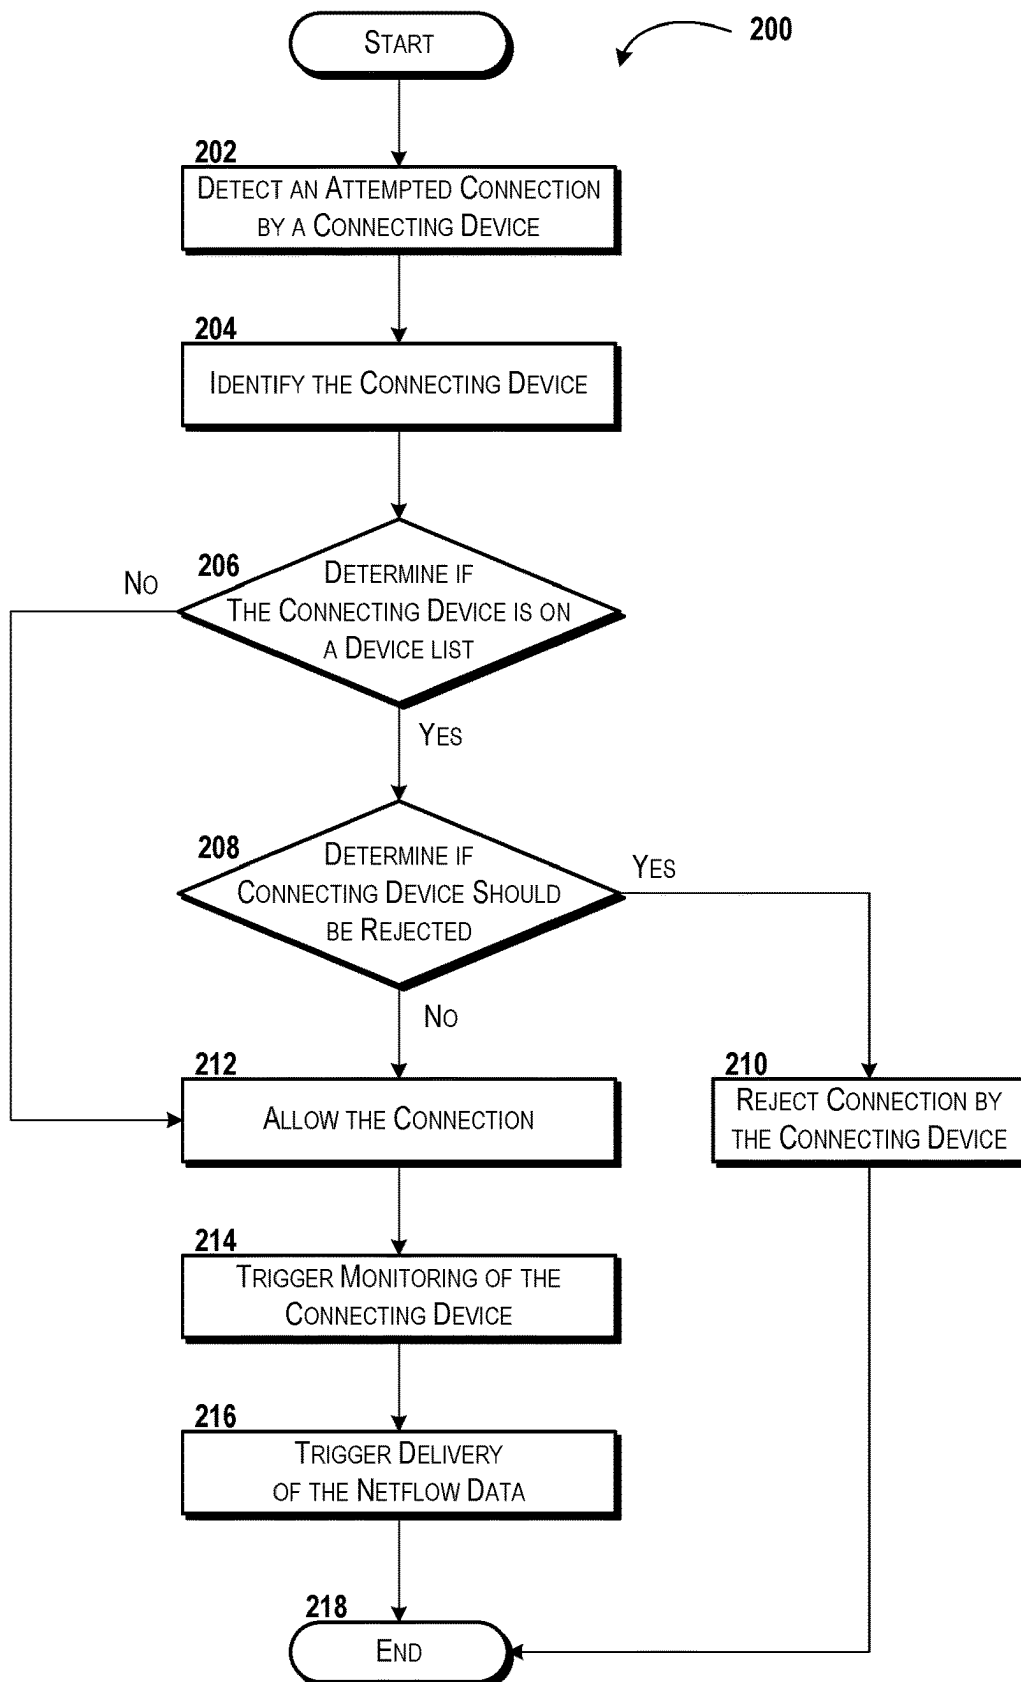 START
200
202
DETECT AN ATTEMPTED CONNECTION
BY A CONNECTING DEVICE
204
IDENTIFY THE CONNECTING DEVICE
206
NO
DETERMINE IF
THE CONNECTING DEVICE IS ON
A DEVICE LIST
YES
208
DETERMINE IF
CONNECTING DEVICE SHOULD
BE REJECTED
YES
NO
212
ALLOW THE CONNECTION
210
REJECT CONNECTION BY
THE CONNECTING DEVICE
214
TRIGGER MONITORING OF THE
CONNECTING DEVICE
216
TRIGGER DELIVERY
OF THE NETFLOW DATA
218
END